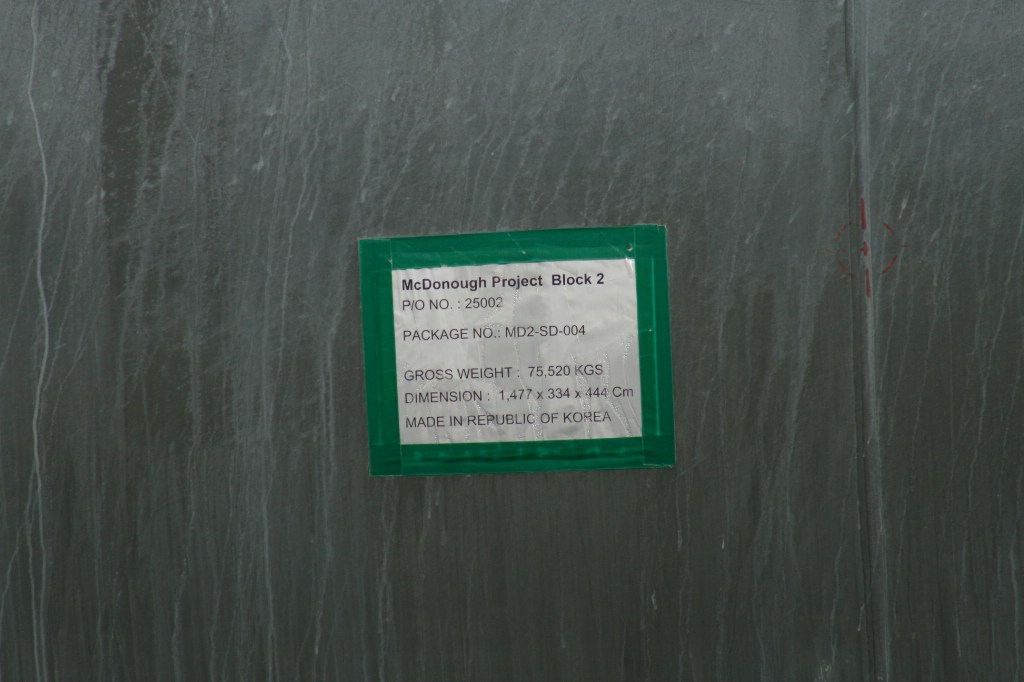 McDonough Project Block 2
P/O NO. : 25002
PACKAGE NO.: MD2-SD-004
GROSS WEIGHT : 75,520 KGS
DIMENSION : 1,477 x 334 x 444 Cm
MADE IN REPUBLIC OF KOREA